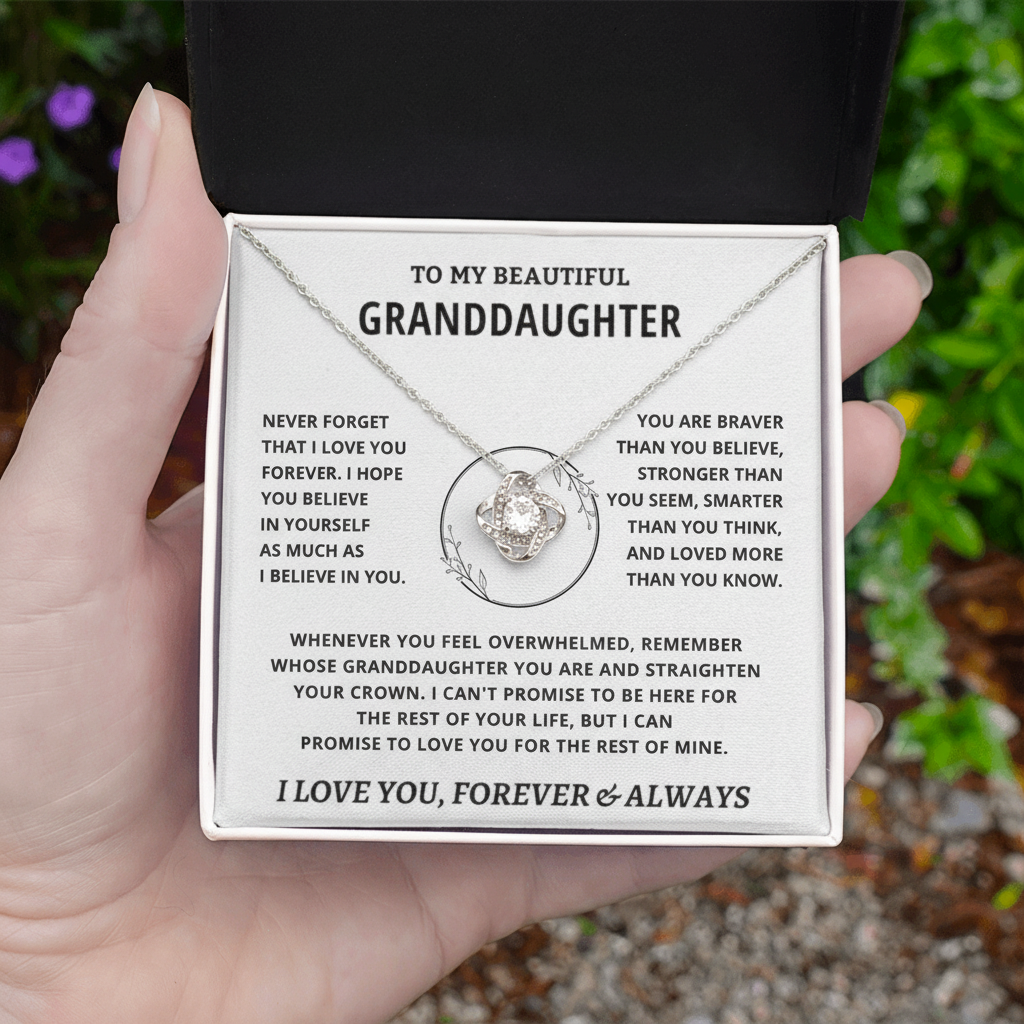 TO MY BEAUTIFUL
GRANDDAUGHTER
NEVER FORGET
THAT I LOVE YOU
FOREVER. I HOPE
YOU BELIEVE
IN YOURSELF
AS MUCH AS
I BELIEVE IN YOU.
YOU ARE BRAVER
THAN YOU BELIEVE,
STRONGER THAN
YOU SEEM, SMARTER
THAN YOU THINK,
AND LOVED MORE
THAN YOU KNOW.
WHENEVER YOU FEEL OVERWHELMED, REMEMBER
WHOSE GRANDDAUGHTER YOU ARE AND STRAIGHTEN
YOUR CROWN. I CAN'T PROMISE TO BE HERE FOR
THE REST OF YOUR LIFE, BUT I CAN
PROMISE TO LOVE YOU FOR THE REST OF MINE.
I LOVE YOU, FOREVER & ALWAYS